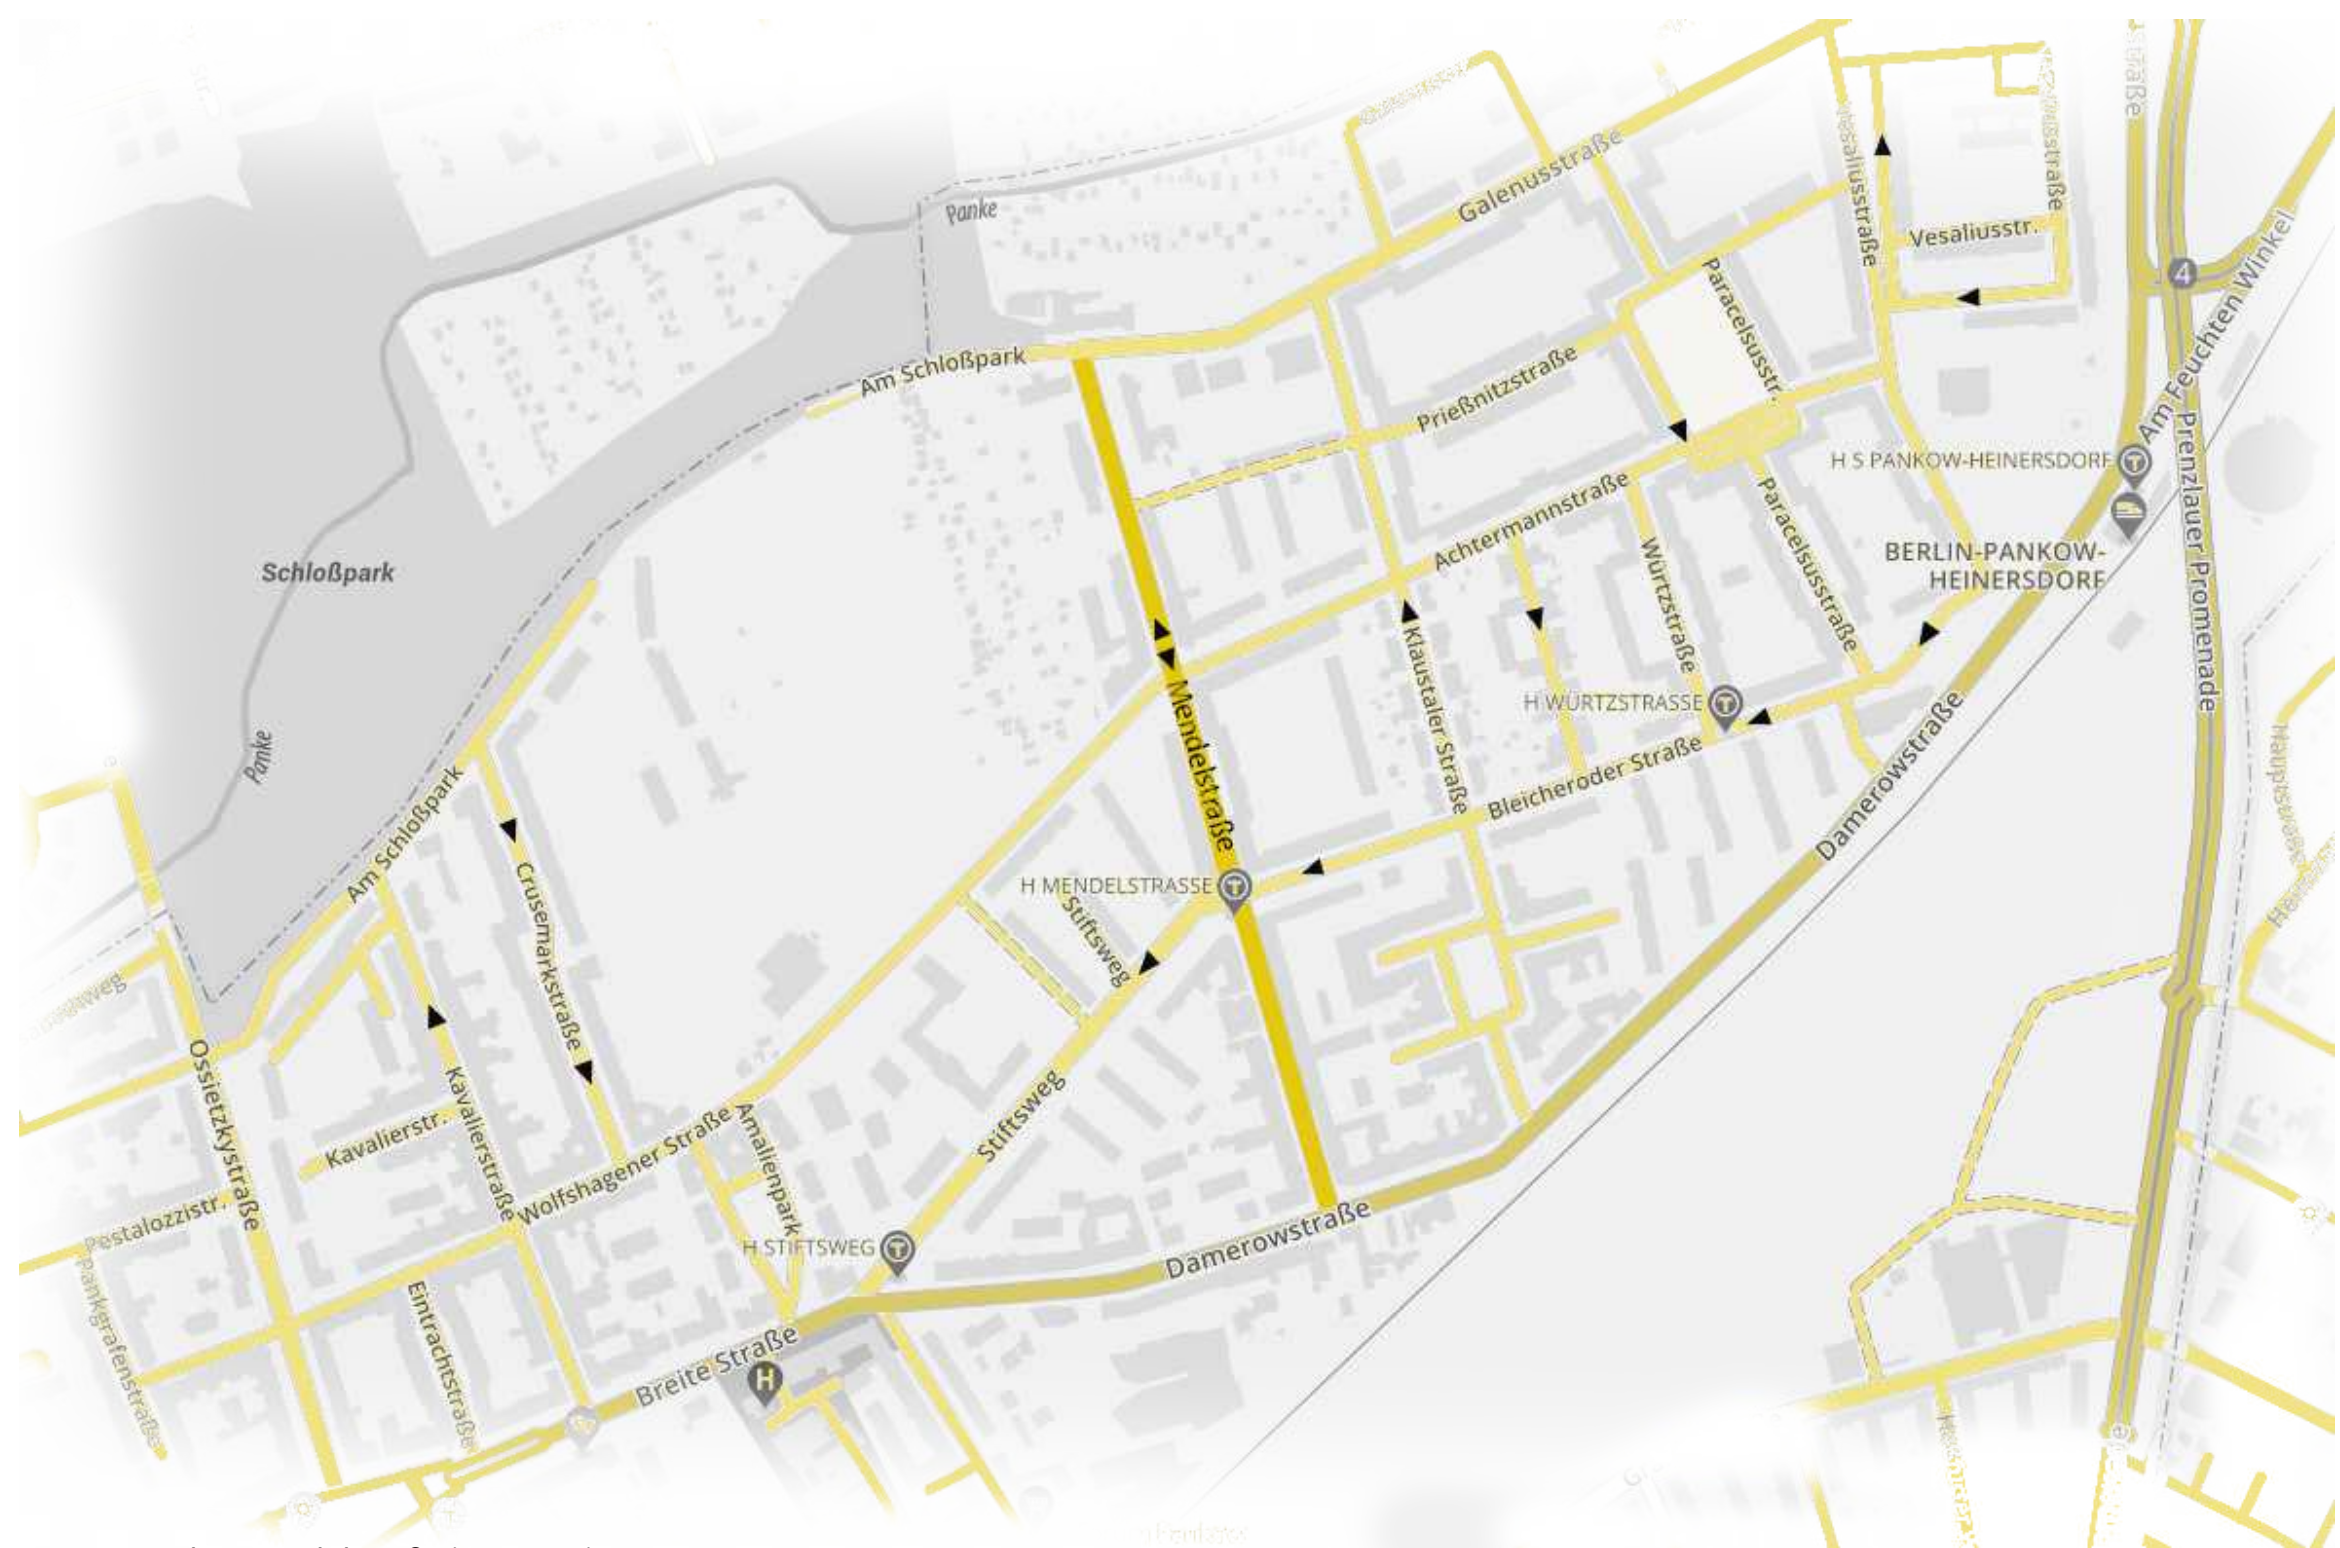 Straße
Galenusstraße
Vesaliusstraße
Vesaliusstr.
Panke
4
Am Feuchten Winkel
Am Schloßpark
Paracelsusstr.
Prießnitzstraße
H S PANKOW-HEINERSDORF
Prenzlauer Promenade
Achtermannstraße
Paracelsusstraße
Würtzstraße
BERLIN-PANKOW-
HEINERSDORF
Schloßpark
Klaustaler Straße
Mendelstraße
H WÜRTZSTRASSE
Panke
Bleicheroder Straße
Damerowstraße
Hauptstraße
Am Schloßpark
H MENDELSTRASSE
Stiftsweg
Crusemarkstraße
Ossietzkystraße
Kavalierstraße
Kavalierstr.
Stiftsweg
Wolfshagener Straße
Amalienpark
Pestalozzistr.
H STIFTSWEG
Damerowstraße
Pankgrafenstraße
Eintrachtstraße
Breite Straße
H